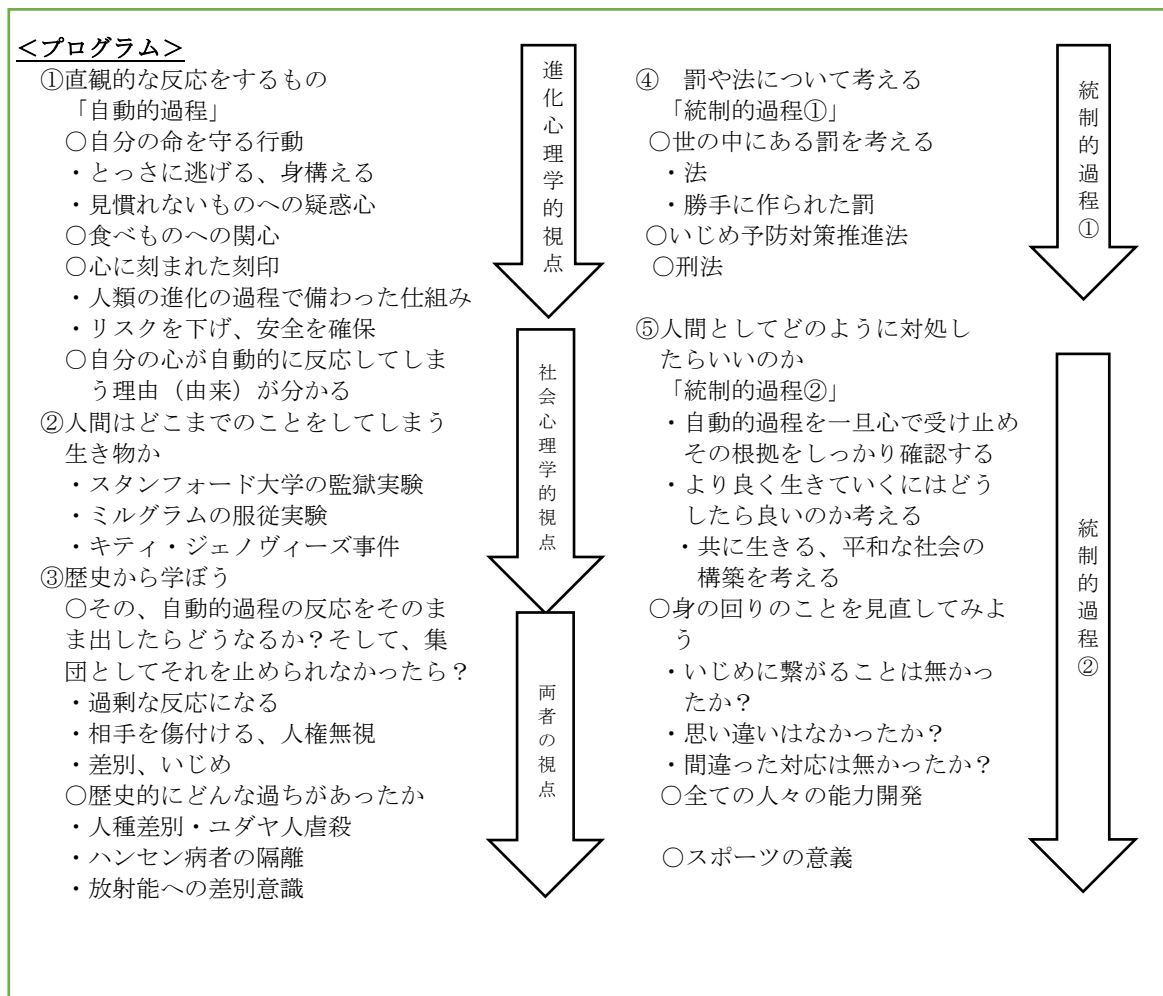 ＜プログラム＞
①直観的な反応をするもの
「自動的過程」
○自分の命を守る行動
・とっさに逃げる、身構える
・見慣れないものへの疑惑心
○食べものへの関心
○心に刻まれた刻印
・人類の進化の過程で備わった仕組み
・リスクを下げ、安全を確保
○自分の心が自動的に反応してしま
う理由（由来）が分かる
②人間はどこまでのことをしてしまう
生き物か
・スタンフォード大学の監獄実験
・ミルグラムの服従実験
・キティ・ジェノヴィーズ事件
③歴史から学ぼう
○その、自動的過程の反応をそのま
ま出したらどうなるか？そして、集
団としてそれを止められなかったら？
・過剰な反応になる
・相手を傷付ける、人権無視
・差別、いじめ
○歴史的にどんな過ちがあったか
・人種差別・ユダヤ人虐殺
・ハンセン病者の隔離
・放射能への差別意識
進化心理学的視点
社会心理学的視点
両者の視点
④　罰や法について考える
「統制的過程①」
○世の中にある罰を考える
・法
・勝手に作られた罰
○いじめ予防対策推進法
○刑法
⑤人間としてどのように対処し
たらいいのか
「統制的過程②」
・自動的過程を一旦心で受け止め
その根拠をしっかり確認する
・より良く生きていくにはどう
したら良いのか考える
・共に生きる、平和な社会の
構築を考える
○身の回りのことを見直してみよ
う
・いじめに繋がることは無かっ
たか？
・思い違いはなかったか？
・間違った対応は無かったか？
○全ての人々の能力開発
○スポーツの意義
統制的過程①
統制的過程②